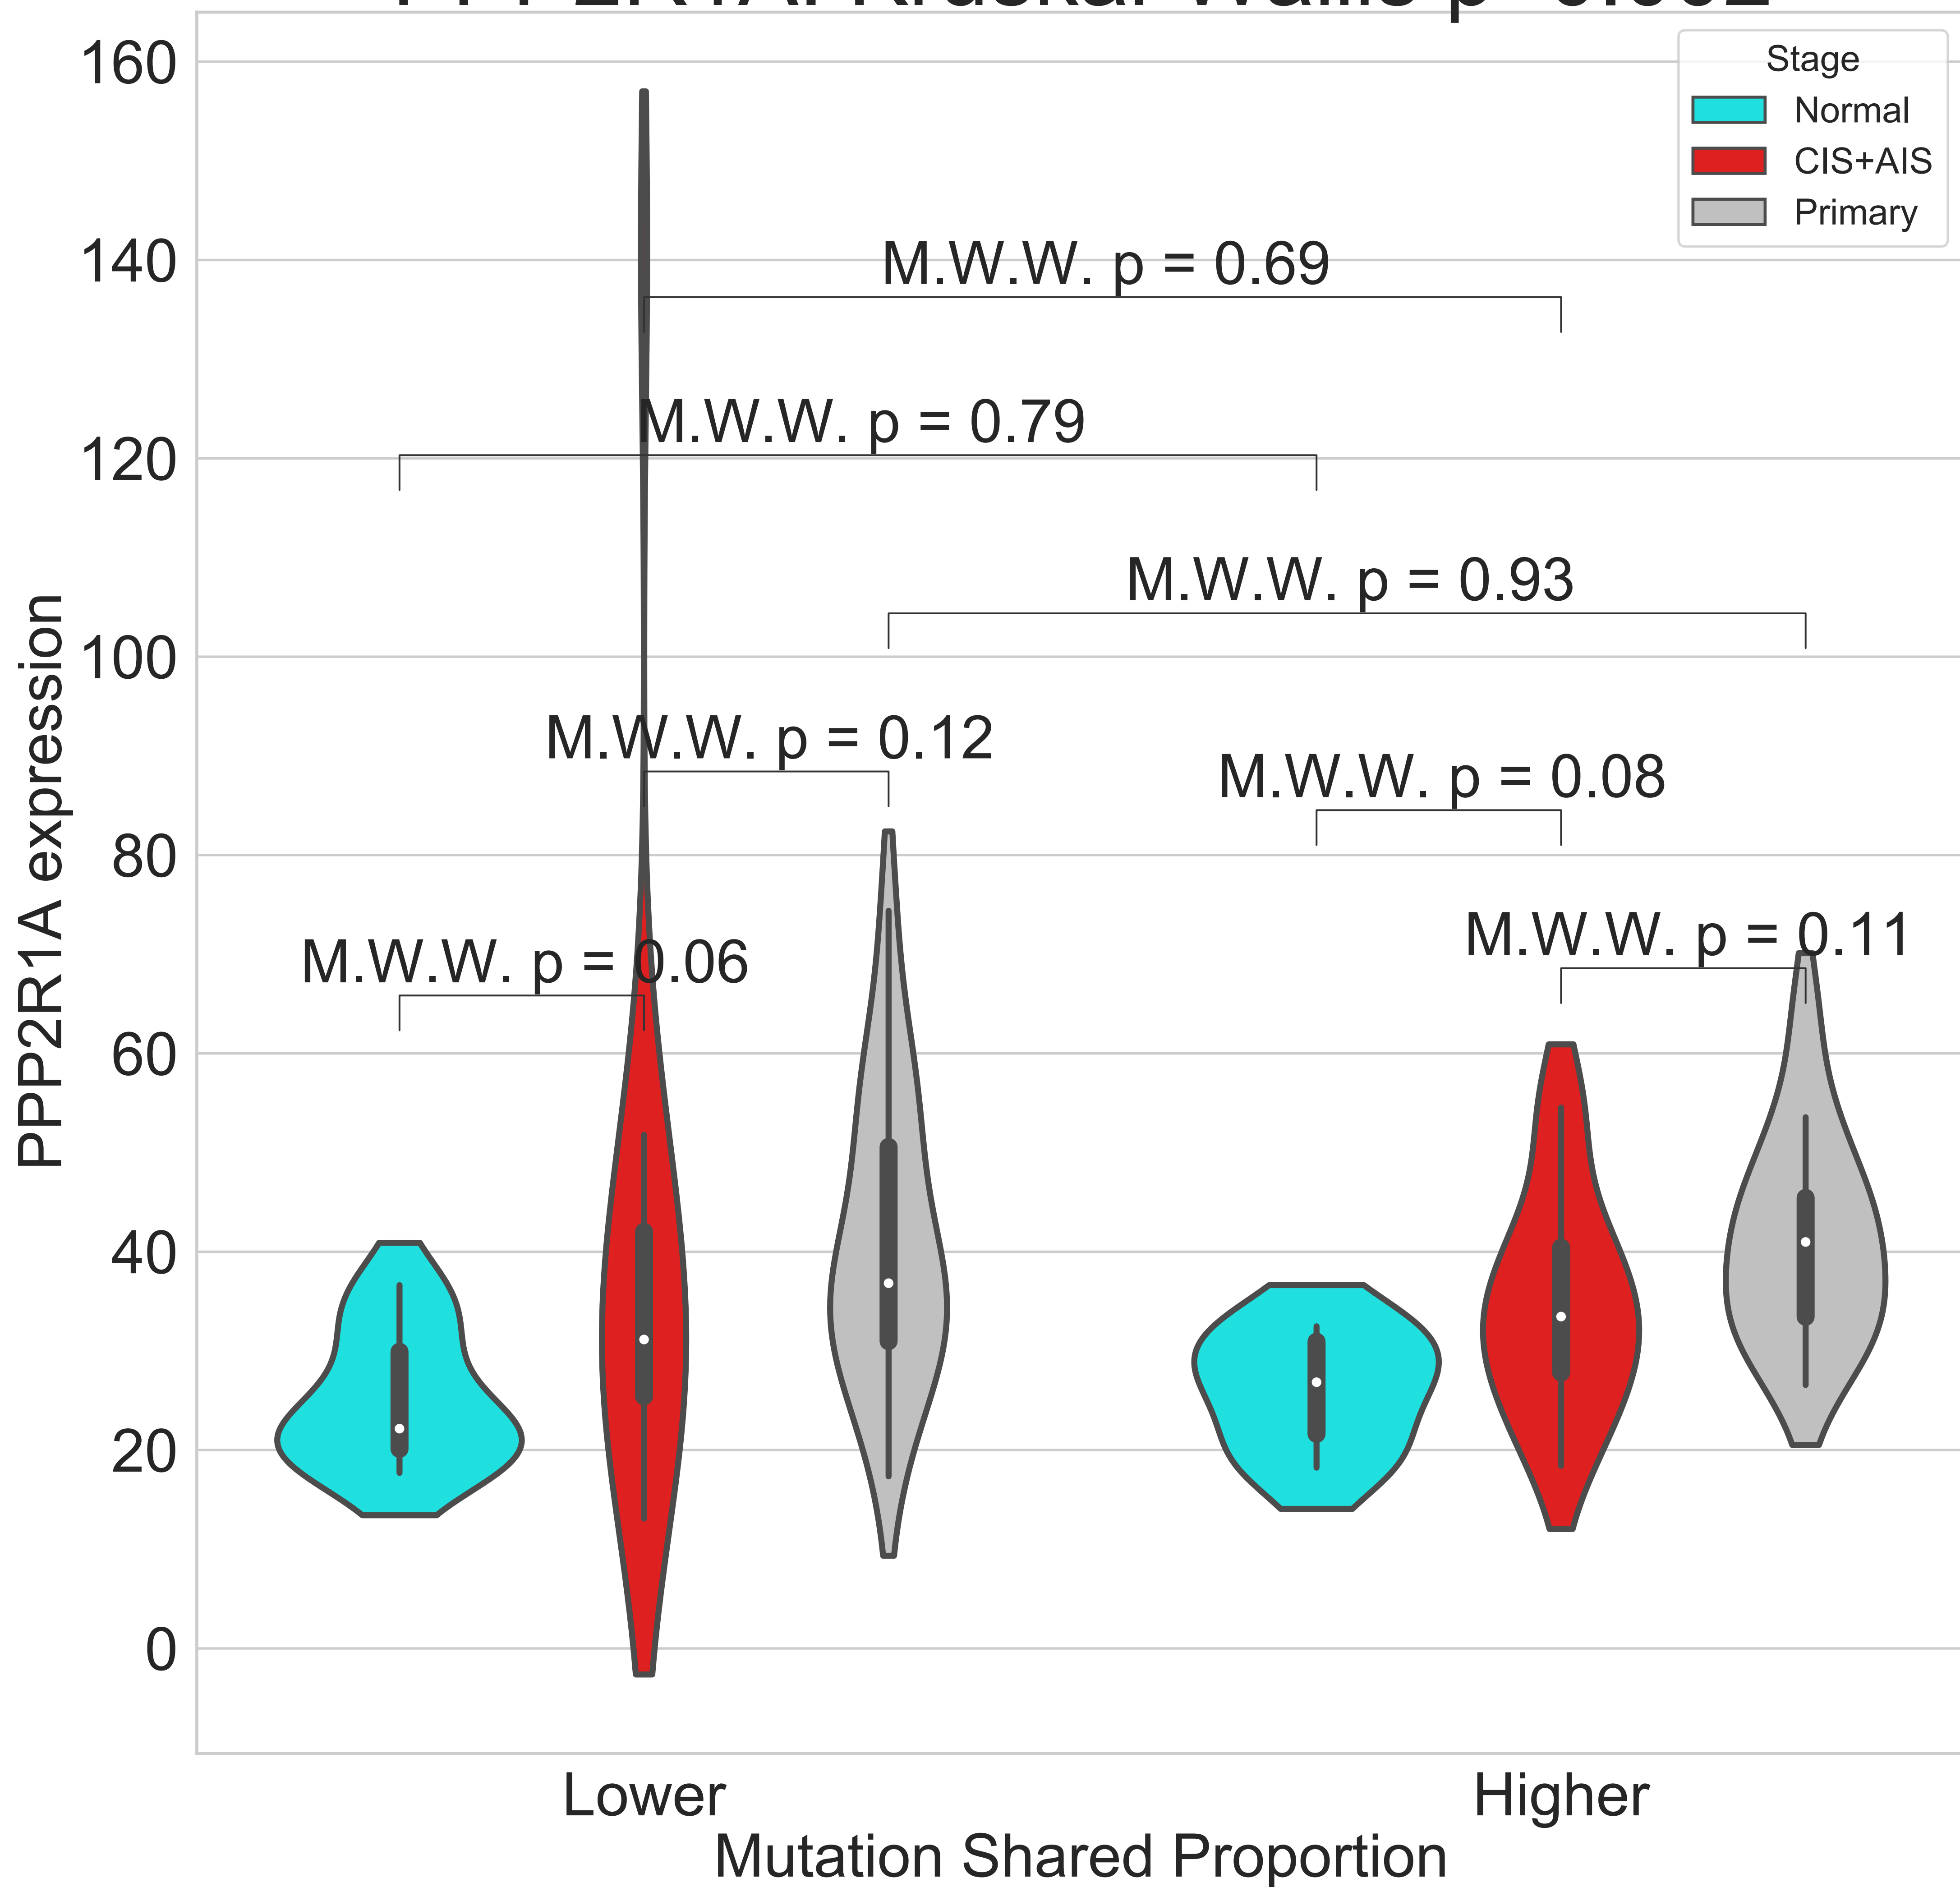 160
140
120
100
80
60
40
20
0
PPP2R1A expression
Stage
Normal
CIS+AIS
Primary
M.W.W. p = 0.69
M.W.W. p = 0.79
M.W.W. p = 0.93
M.W.W. p = 0.12
M.W.W. p = 0.08
M.W.W. p = 0.06
M.W.W. p = 0.11
Lower
Higher
Mutation Shared Proportion